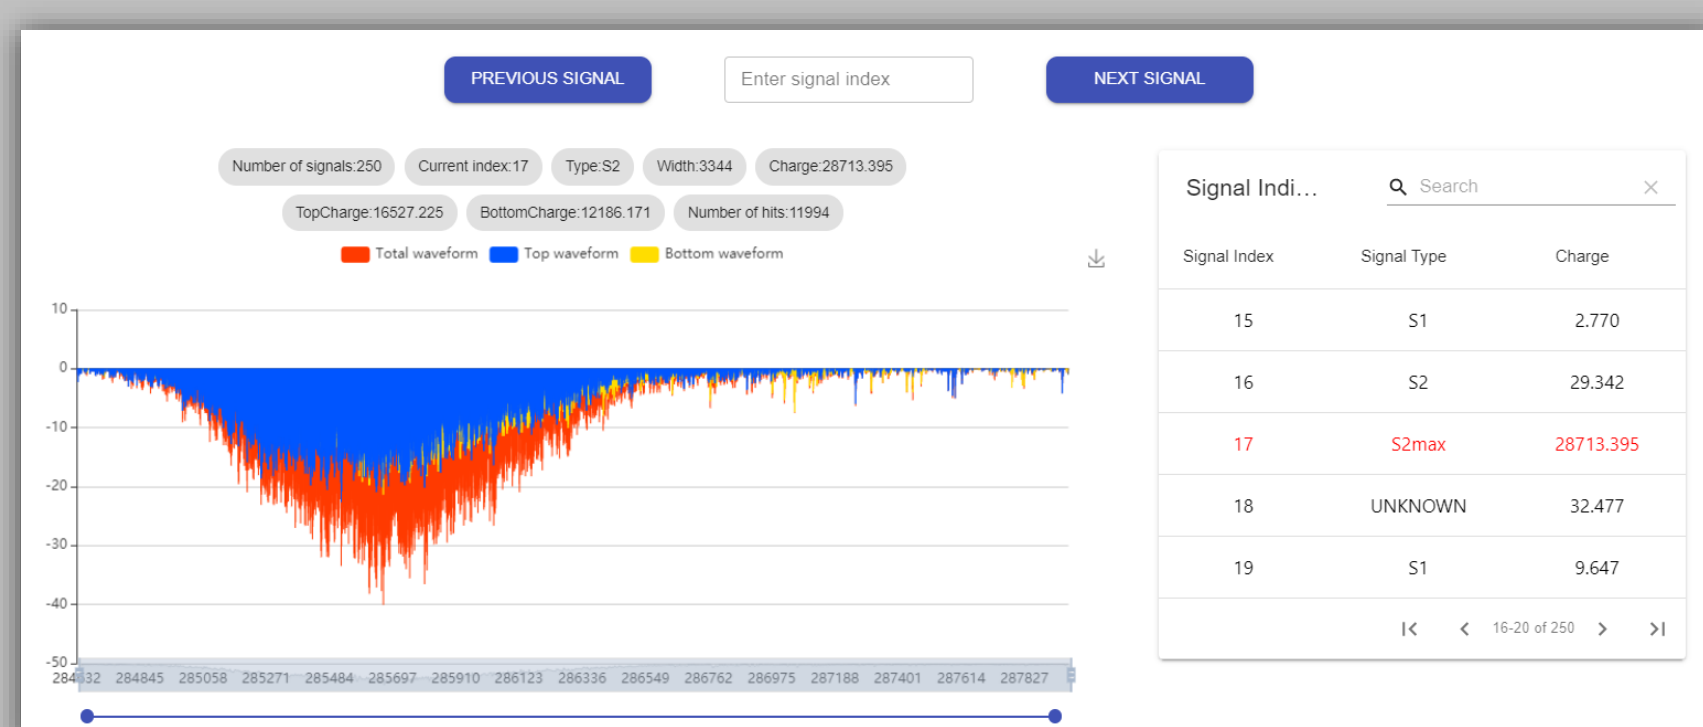 PREVIOUS SIGNAL Enter signal index NEXT SIGNAL
Number of signals:250 Current index:17 Type:S2 Width:3344 Charge:28713.395
TopCharge:16527.225 BottomCharge:12186.171 Number of hits:11994
Total waveform Top waveform Bottom waveform
10
0
-10
-20
-30
-40
-50
284632 284845 285058 285271 285484 285697 285910 286123 286336 286549 286762 286975 287188 287401 287614 287827
Signal Indi... Search
Signal Index Signal Type Charge
15 S1 2.770
16 S2 29.342
17 S2max 28713.395
18 UNKNOWN 32.477
19 S1 9.647
16-20 of 250